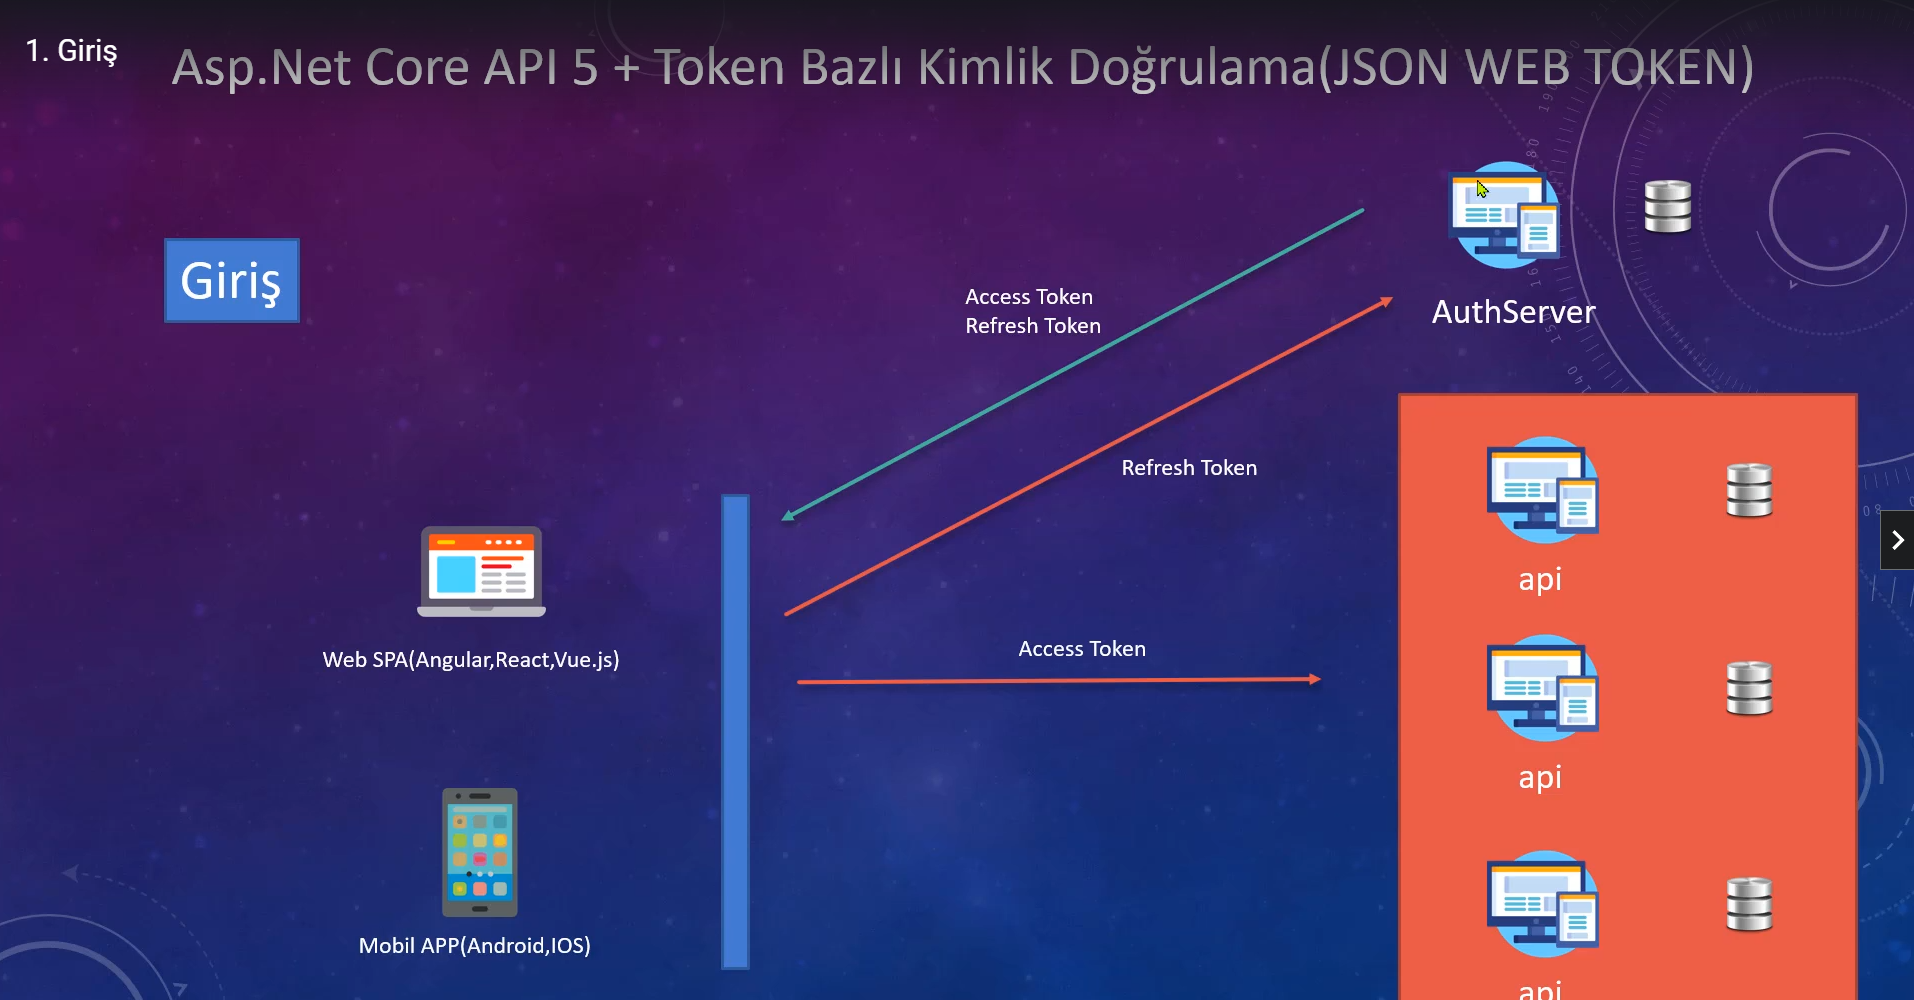 1. Giriş
Asp.Net Core API 5 + Token Bazlı Kimlik Doğrulama(JSON WEB TOKEN)
Giriş
Access Token
Refresh Token
AuthServer
Refresh Token
api
Access Token
Web SPA(Angular,React,Vue.js)
api
Mobil APP(Android,IOS)
api